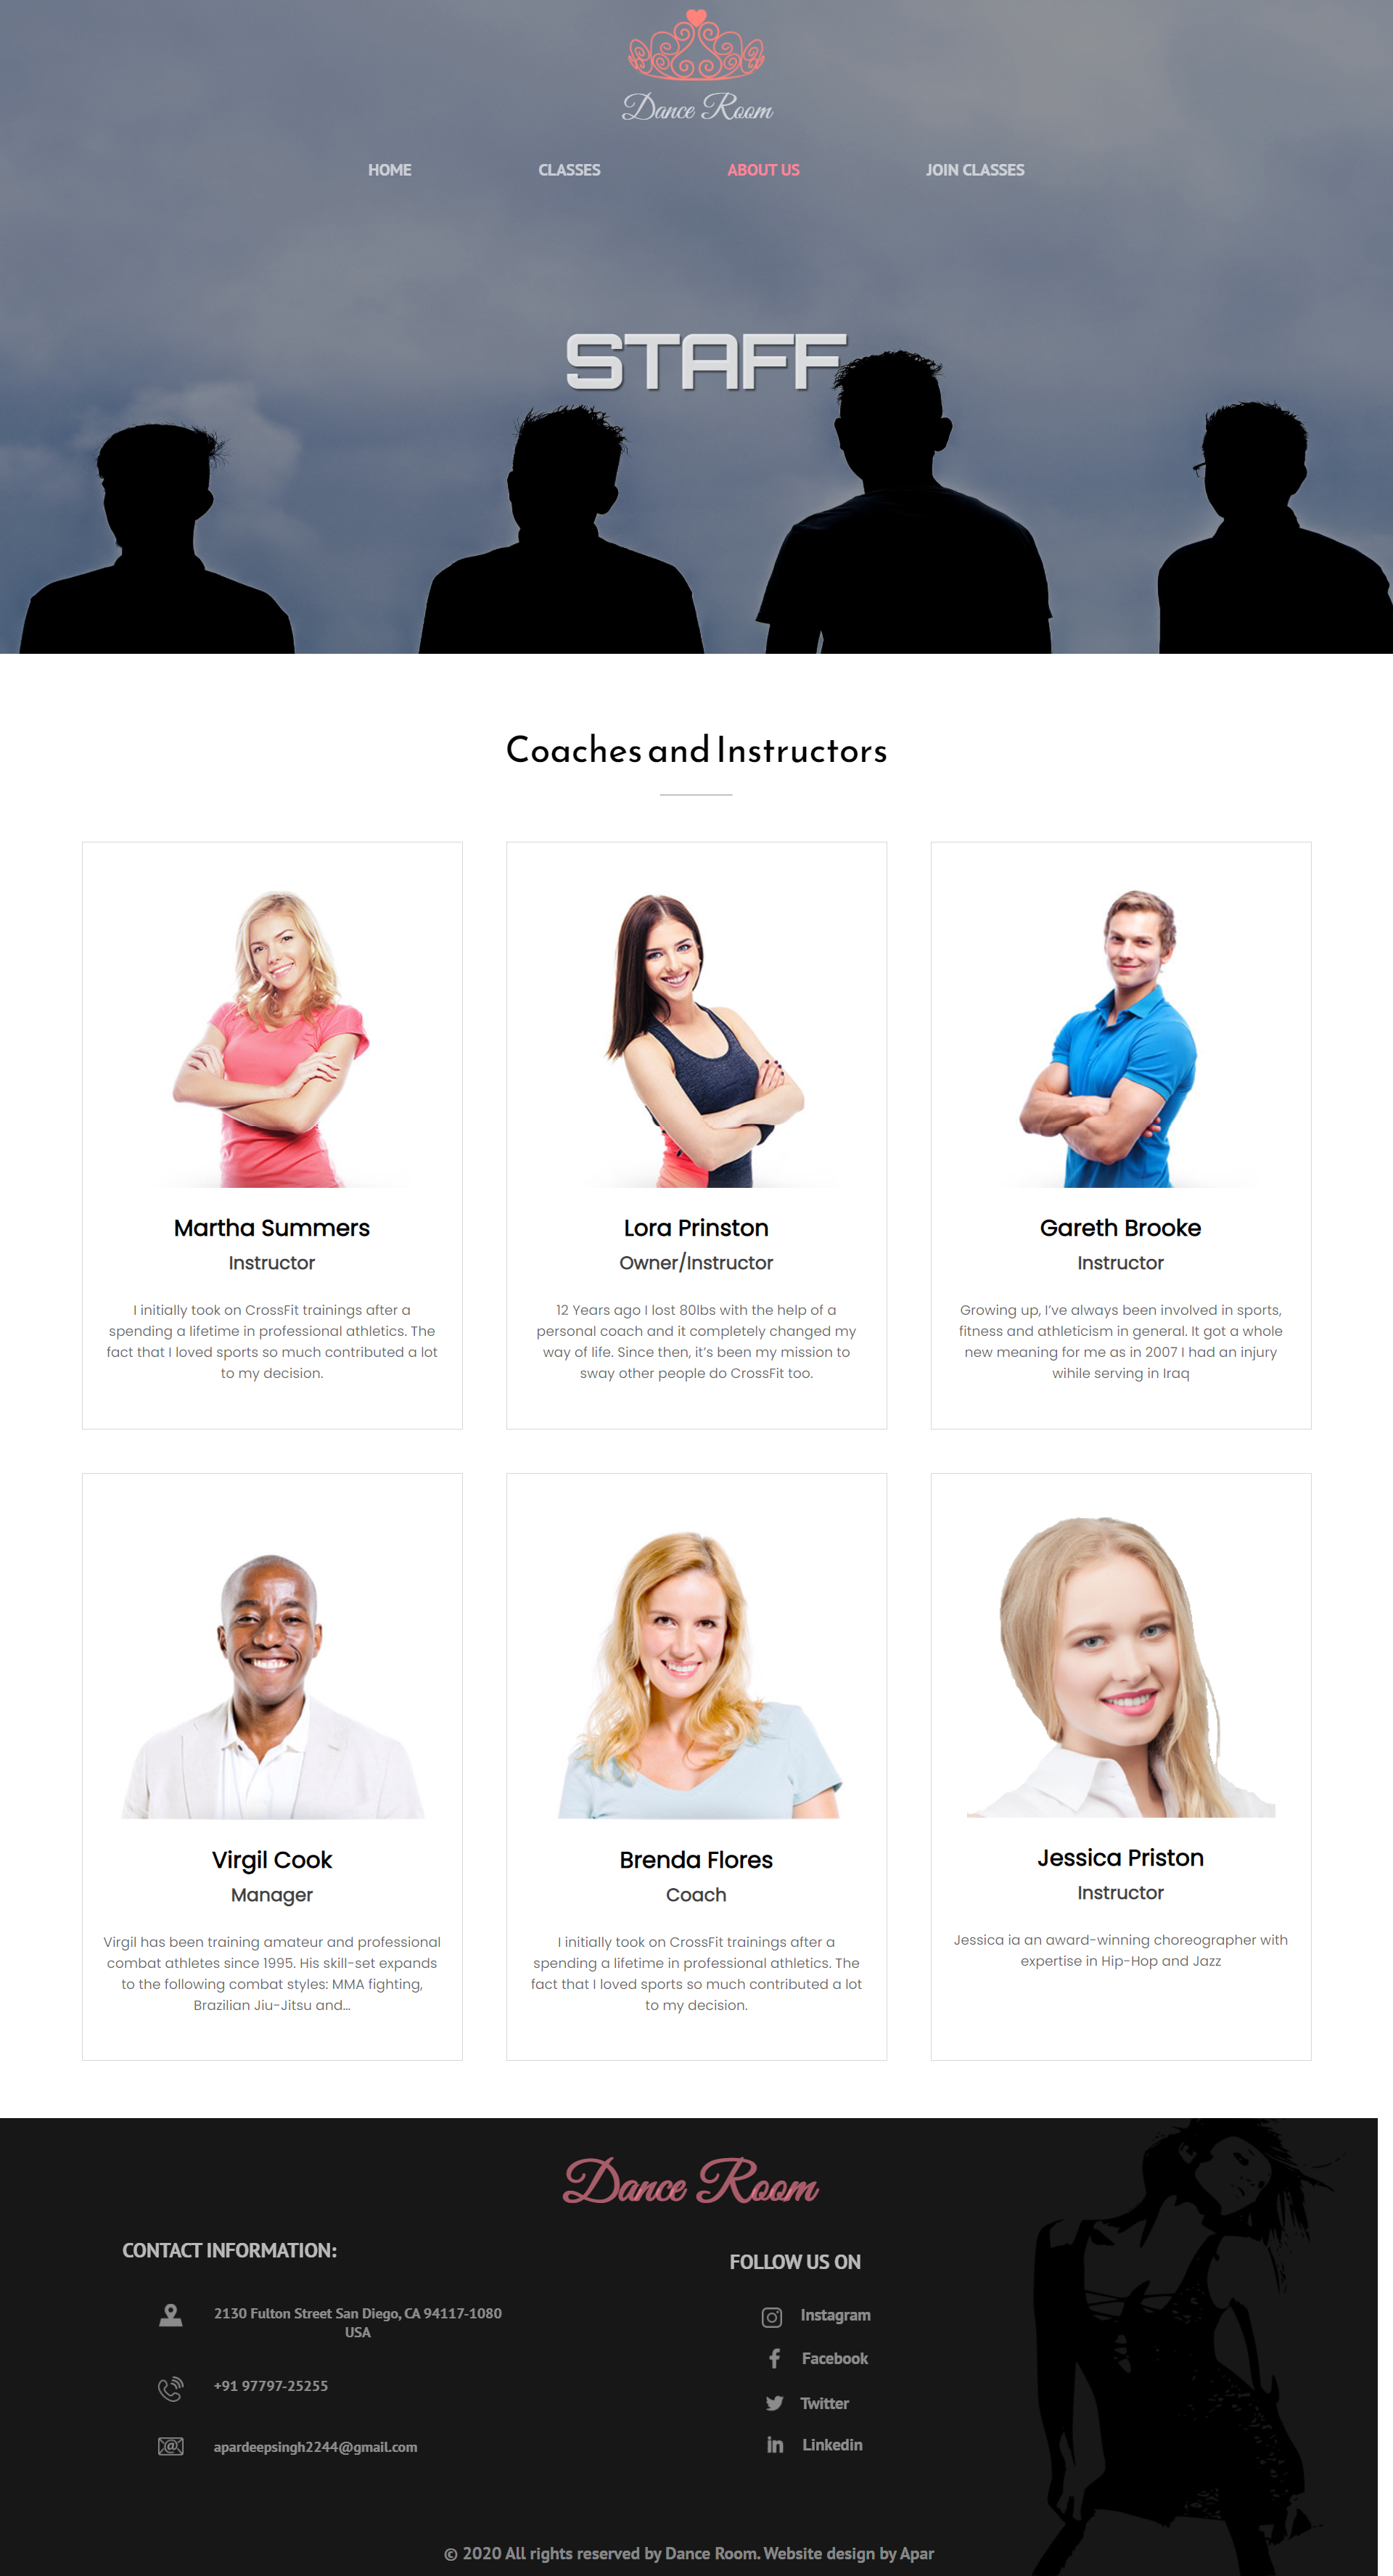 Dance Room
HOME
CLASSES
ABOUT US
JOIN CLASSES
STAFF
Coaches and Instructors
Martha Summers
Instructor
I initially took on CrossFit trainings after a
spending a lifetime in professional athletics. The
fact that I loved sports so much contributed a lot
to my decision.
Lora Prinston
Owner/Instructor
12 Years ago I lost 80lbs with the help of a
personal coach and it completely changed my
way of life. Since then, it's been my mission to
sway other people do CrossFit too.
Gareth Brooke
Instructor
Growing up, I've always been involved in sports,
fitness and athleticism in general. It got a whole
new meaning for me as in 2007 I had an injury
wihile serving in Iraq
Virgil Cook
Manager
Virgil has been training amateur and professional
combat athletes since 1995. His skill-set expands
to the following combat styles: MMA fighting,
Brazilian Jiu-Jitsu and...
Brenda Flores
Coach
I initially took on CrossFit trainings after a
spending a lifetime in professional athletics. The
fact that I loved sports so much contributed a lot
to my decision.
Jessica Priston
Instructor
Jessica ia an award-winning choreographer with
expertise in Hip-Hop and Jazz
Dance Room
CONTACT INFORMATION:
2130 Fulton Street San Diego, CA 94117-1080
USA
+91 97797-25255
apardeepsingh2244@gmail.com
FOLLOW US ON
Instagram
Facebook
Twitter
Linkedin
© 2020 All rights reserved by Dance Room. Website design by Apar